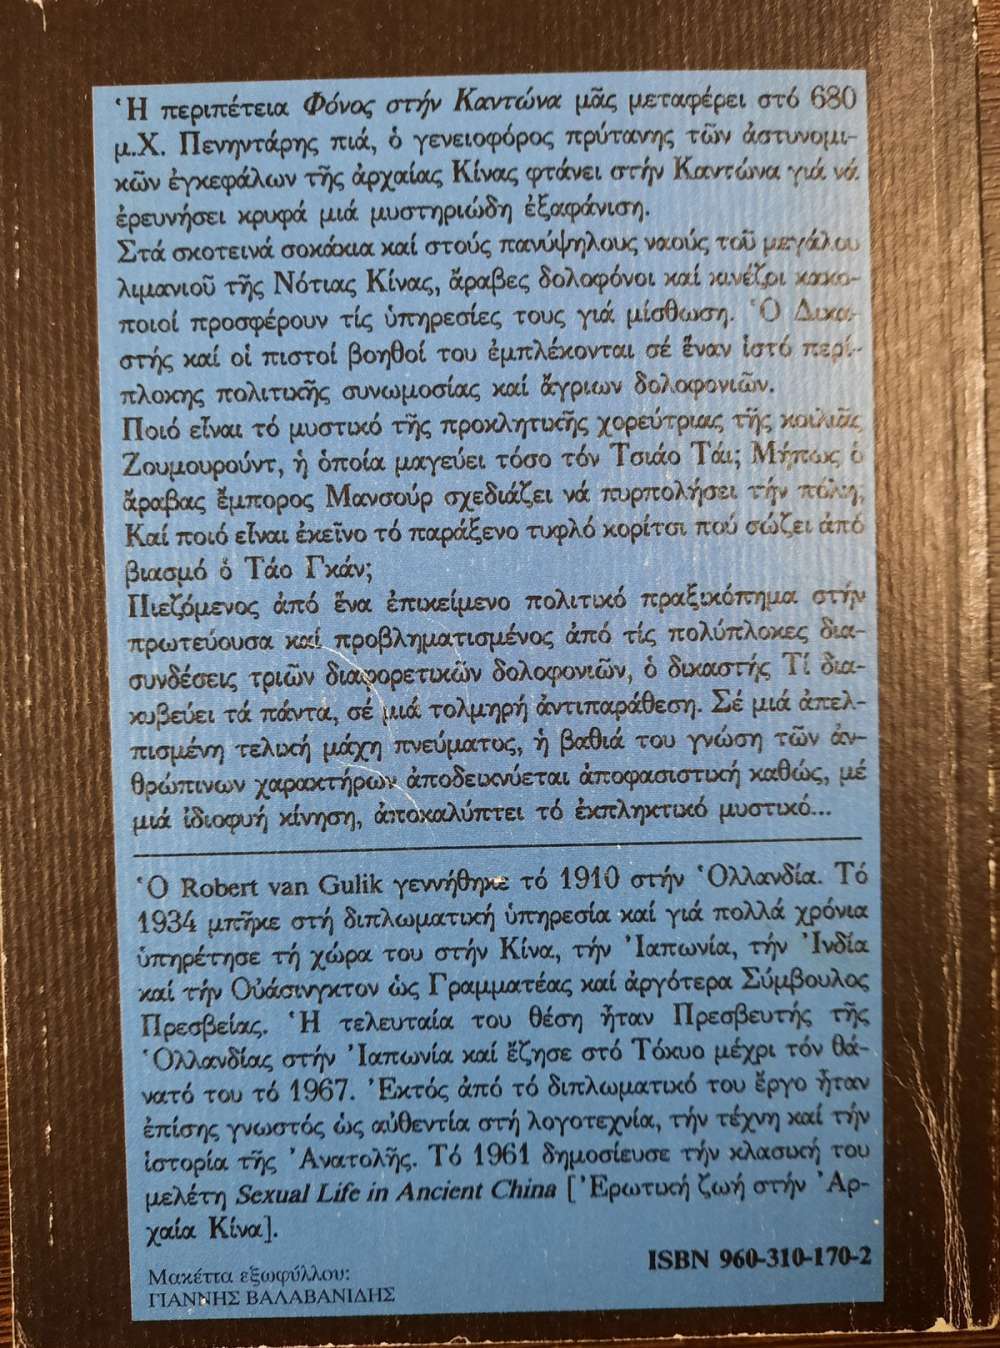 Ἡ περιπέτεια Φόνος στήν Καντώνα μᾶς μεταφέρει στό 680
μ.Χ. Πενηντάρης πιά, ὁ γενειοφόρος πρύτανης τῶν ἀστυνομι-
κῶν ἐγκεφάλων τῆς ἀρχαίας Κίνας φτάνει στήν Καντώνα γιά νά
ἐρευνήσει κρυφά μιά μυστηριώδη ἐξαφάνιση.
Στά σκοτεινά σοκάκια καί στούς πανύψηλους ναούς τοῦ μεγάλου
λιμανιοῦ τῆς Νότιας Κίνας, ἄραβες δολοφόνοι καί κινέζοι κακο-
ποιοί προσφέρουν τίς ὑπηρεσίες τους γιά μίσθωση. Ὁ Δικα-
στής καί οἱ πιστοί βοηθοί του ἐμπλέκονται σέ ἕναν ἱστό περί-
πλοκης πολιτικῆς συνωμοσίας καί ἄγριων δολοφονιῶν.
Ποιό εἶναι τό μυστικό τῆς προκλητικῆς χορεύτριας τῆς κοιλιᾶς
Ζουμουρούντ, ἡ ὁποία μαγεύει τόσο τόν Τσιάο Τάι; Μήπως ὁ
ἄραβας ἔμπορος Μανσούρ σχεδιάζει νά πυρπολήσει τήν πόλη;
Καί ποιό εἶναι ἐκεῖνο τό παράξενο τυφλό κορίτσι πού σώζει ἀπό
βιασμό ὁ Τάο Γκάν;
Πιεζόμενος ἀπό ἕνα ἐπικείμενο πολιτικό πραξικόπημα στήν
πρωτεύουσα καί προβληματισμένος ἀπό τίς πολύπλοκες δια-
συνδέσεις τριῶν διαφορετικῶν δολοφονιῶν, ὁ δικαστής Τί δια-
κυβεύει τά πάντα, σέ μιά τολμηρή ἀντιπαράθεση. Σέ μιά ἀπελ-
πισμένη τελική μάχη πνεύματος, ἡ βαθιά του γνώση τῶν ἀν-
θρώπινων χαρακτήρων ἀποδεικνύεται ἀποφασιστική καθώς, μέ
μιά ἰδιοφυή κίνηση, ἀποκαλύπτει τό ἐκπληκτικό μυστικό...
Ὁ Robert van Gulik γεννήθηκε τό 1910 στήν Ὁλλανδία. Τό
1934 μπῆκε στή διπλωματική ὑπηρεσία καί γιά πολλά χρόνια
ὑπηρέτησε τή χώρα του στήν Κίνα, τήν Ἰαπωνία, τήν Ἰνδία
καί τήν Οὐάσινγκτον ὡς Γραμματέας καί ἀργότερα Σύμβουλος
Πρεσβείας. Ἡ τελευταία του θέση ἦταν Πρεσβευτής τῆς
Ὁλλανδίας στήν Ἰαπωνία καί ἔζησε στό Τόκυο μέχρι τόν θά-
νατό του τό 1967. Ἐκτός ἀπό τό διπλωματικό του ἔργο ἦταν
ἐπίσης γνωστός ὡς αὐθεντία στή λογοτεχνία, τήν τέχνη καί τήν
ἱστορία τῆς Ἀνατολῆς. Τό 1961 δημοσίευσε τήν κλασική του
μελέτη Sexual Life in Ancient China [Ἐρωτική ζωή στήν Ἀρ-
χαία Κίνα].
ISBN 960-310-170-2
Μακέττα εξωφύλλου:
ΓΙΑΝΝΗΣ ΒΑΛΑΒΑΝΙΔΗΣ